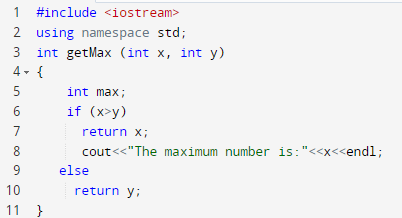 1 #include <iostream>
2 using namespace std;
3 int getMax (int x, int y)
4 {
5 int max;
6 if (x>y)
7 return x;
8 cout<<"The maximum number is:"<<x<<endl;
9 else
10 return y;
11 }